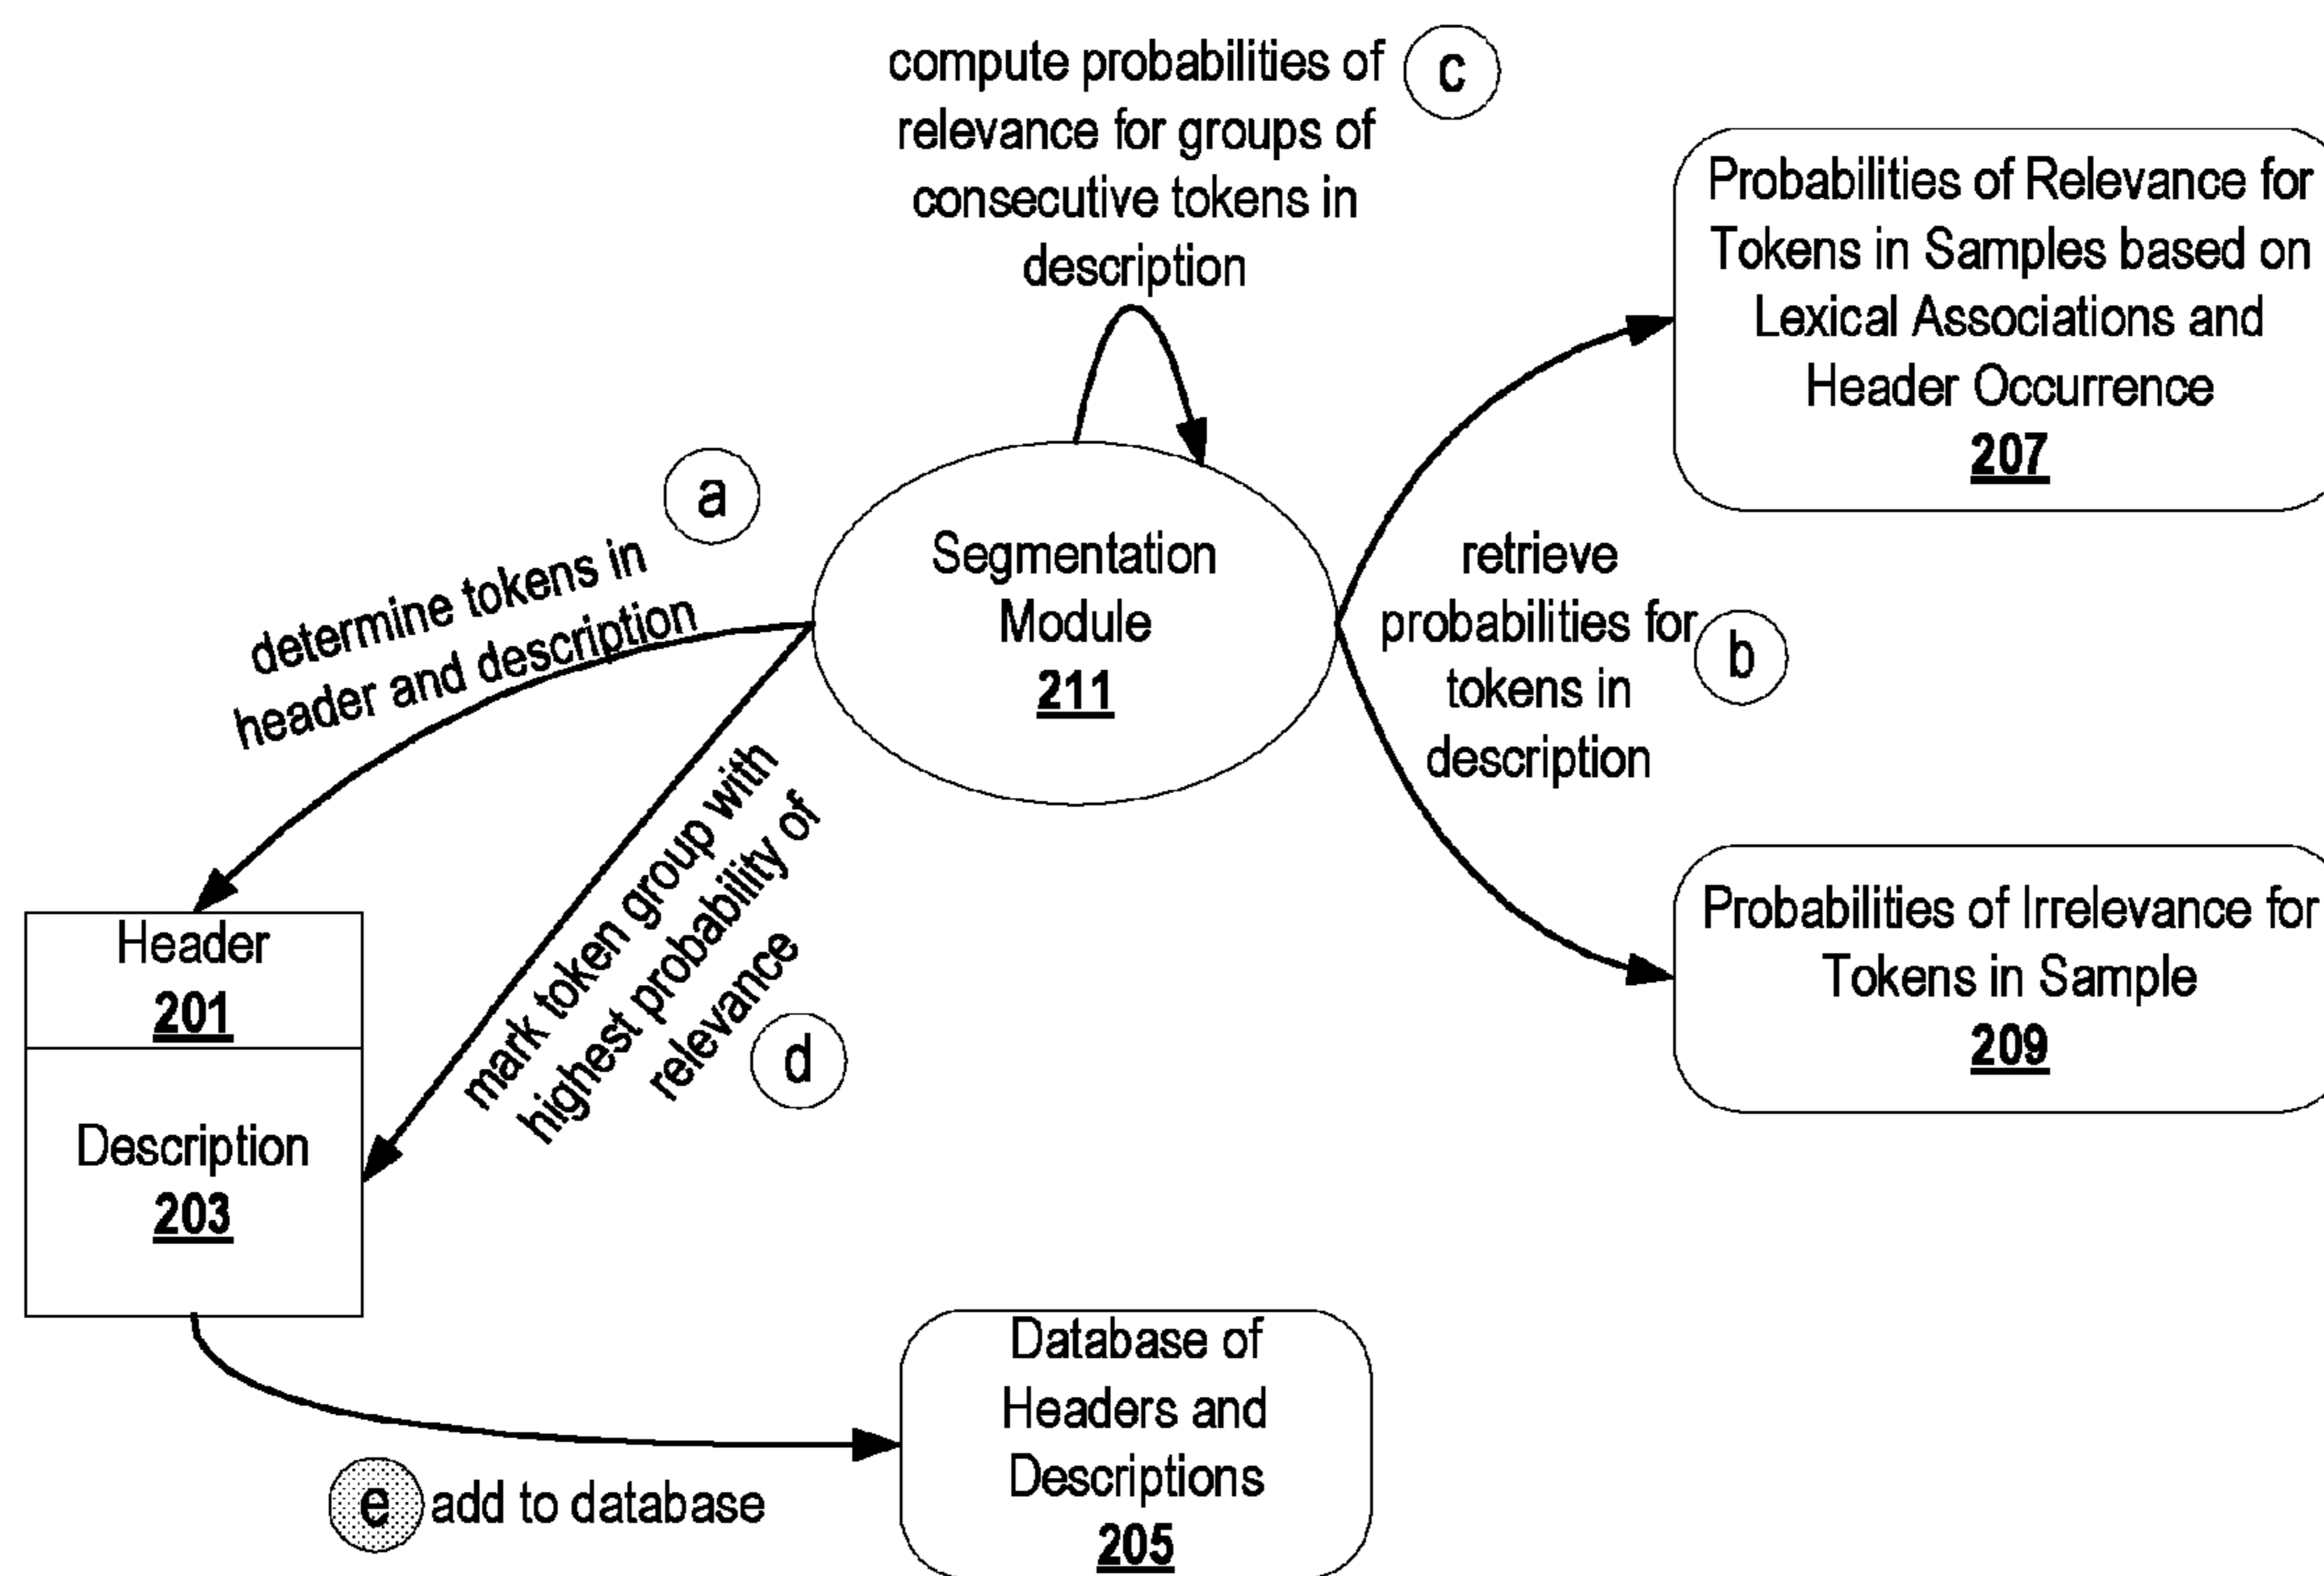 compute probabilities of
relevance for groups of
consecutive tokens in
description
c
Probabilities of Relevance for
Tokens in Samples based on
Lexical Associations and
Header Occurrence
207
a
determine tokens in
header and description
Segmentation
Module
211
retrieve
probabilities for
tokens in
description
b
mark token group with
highest probability of
relevance
d
Probabilities of Irrelevance for
Tokens in Sample
209
Header
201
Description
203
e
add to database
Database of
Headers and
Descriptions
205